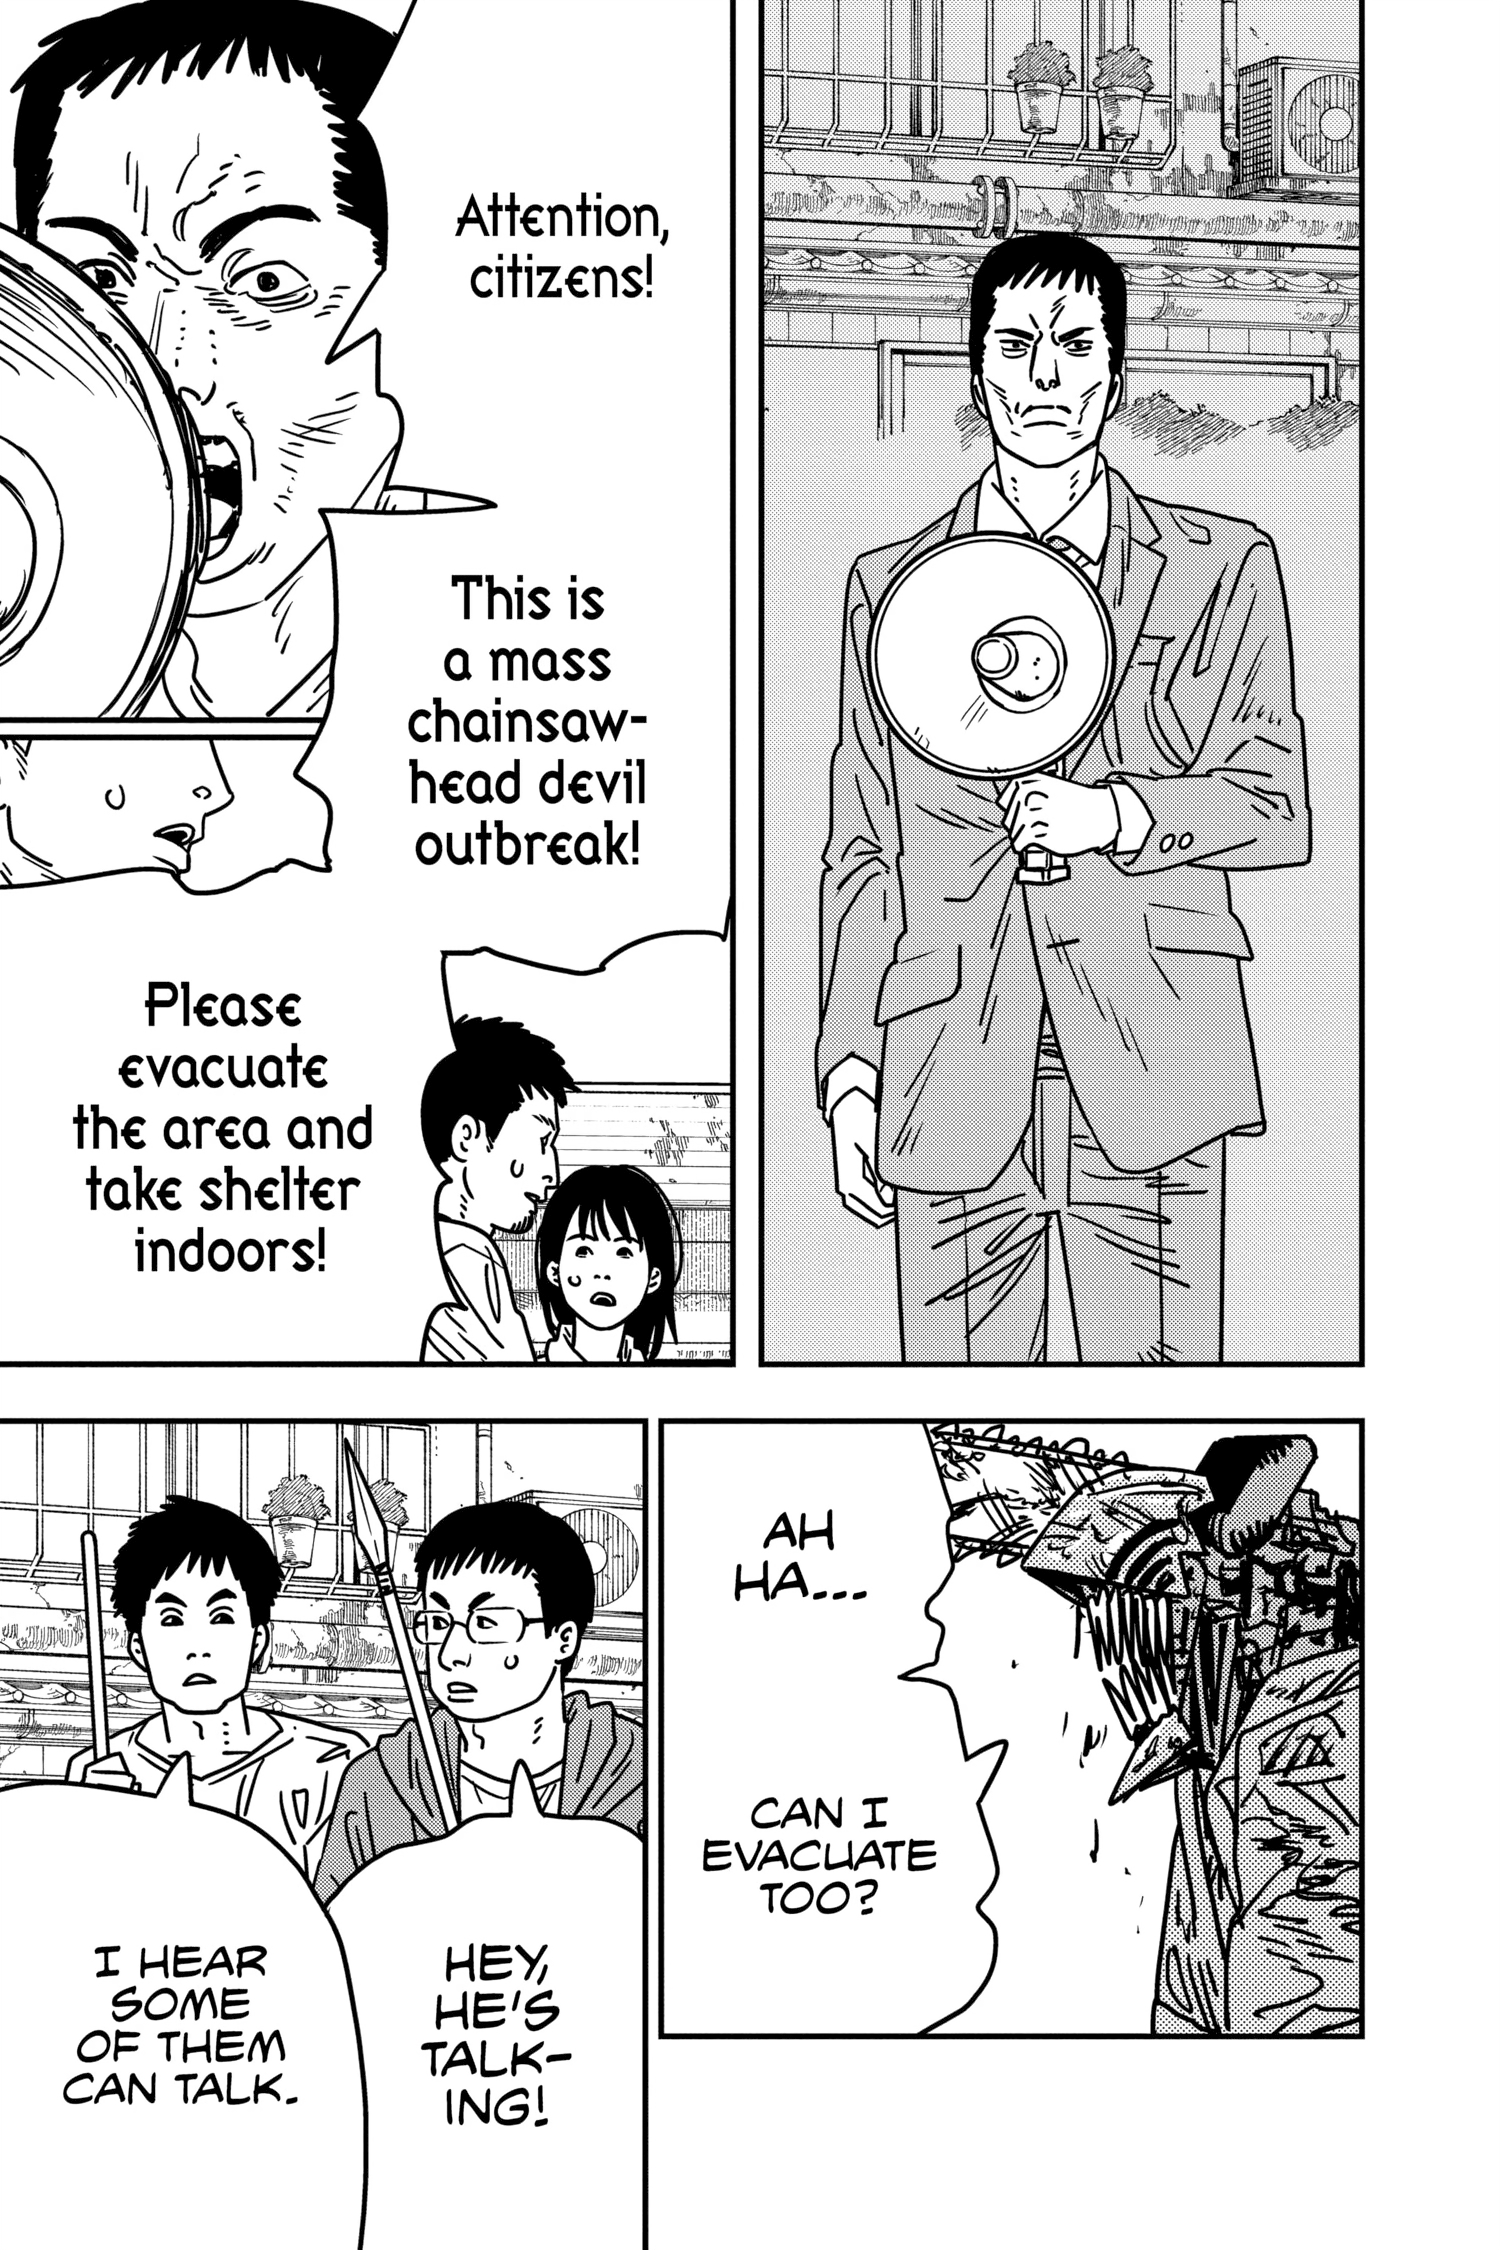 Attention,
citizens!
This is
a mass
chainsaw-
head devil
outbreak!
Please
evacuate
the area and
take shelter
indoors!
AH
HA...
CAN I
EVACUATE
TOO?
HEY,
HE'S
TALK-
ING!
I HEAR
SOME
OF THEM
CAN TALK.